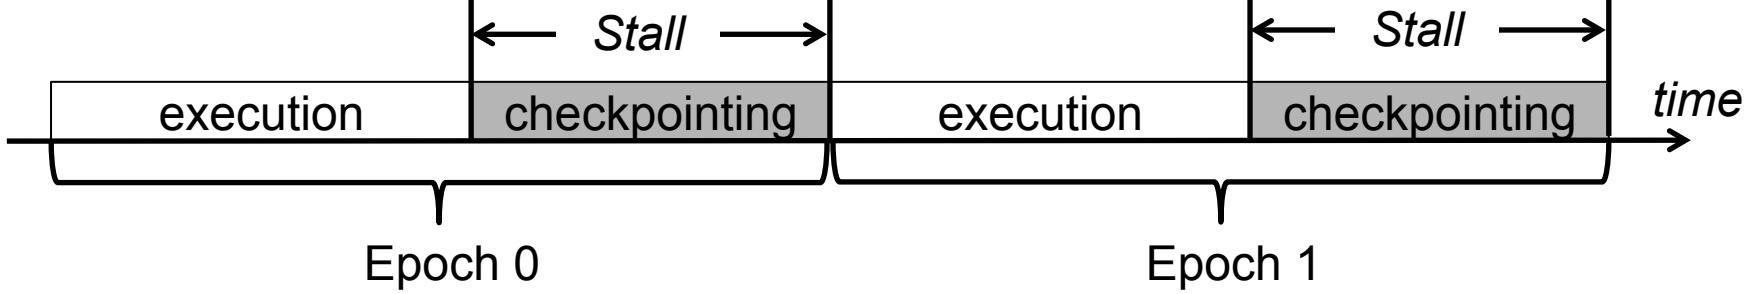 Stall Stall
execution checkpointing execution checkpointing time
Epoch 0 Epoch 1